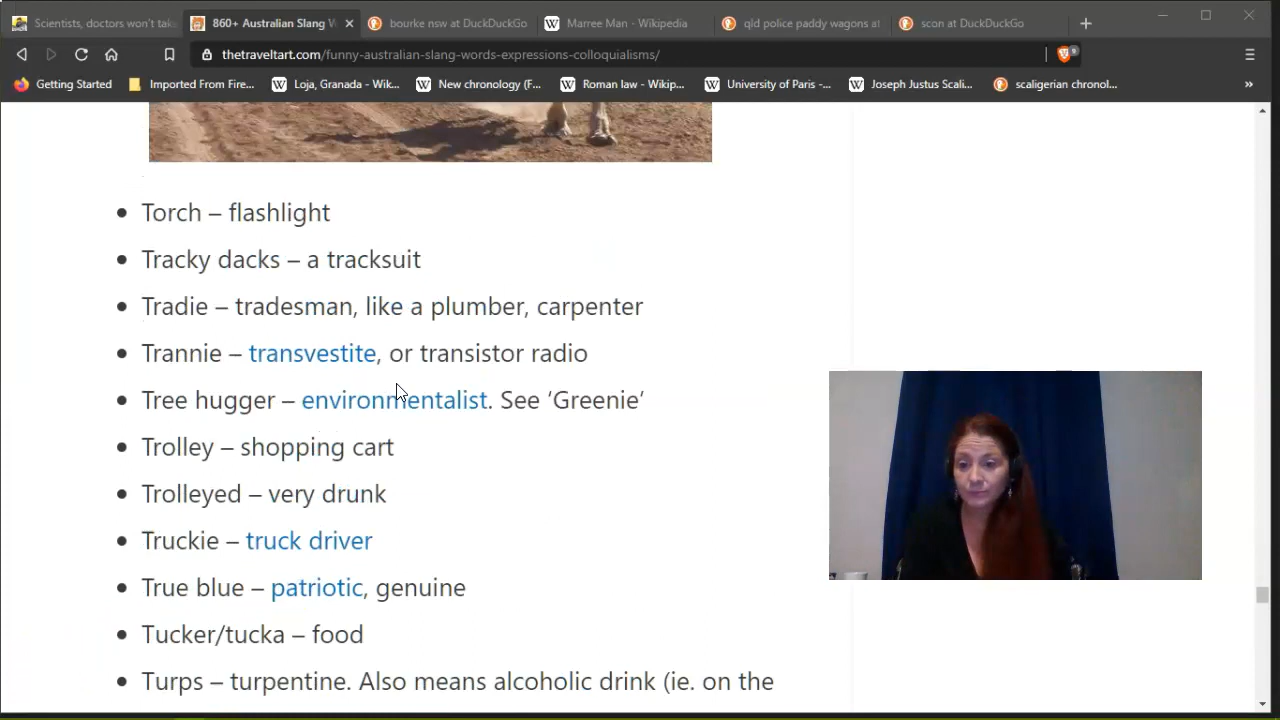 Scientists, doctors won't tak
860+ Australian Slang W
bourke nsw at DuckDuckGo
Marree Man - Wikipedia
qld police paddy wagons at
scon at DuckDuckGo
thetraveltart.com/funny-australian-slang-words-expressions-colloquialisms/
Getting Started
Imported From Fire...
Loja, Granada - Wik...
New chronology (F...
Roman law - Wikip...
University of Paris -...
Joseph Justus Scali...
scaligerian chronol...
• Torch – flashlight
• Tracky dacks – a tracksuit
• Tradie – tradesman, like a plumber, carpenter
• Trannie – transvestite, or transistor radio
• Tree hugger – environmentalist. See ‘Greenie’
• Trolley – shopping cart
• Trolleyed – very drunk
• Truckie – truck driver
• True blue – patriotic, genuine
• Tucker/tucka – food
• Turps – turpentine. Also means alcoholic drink (ie. on the